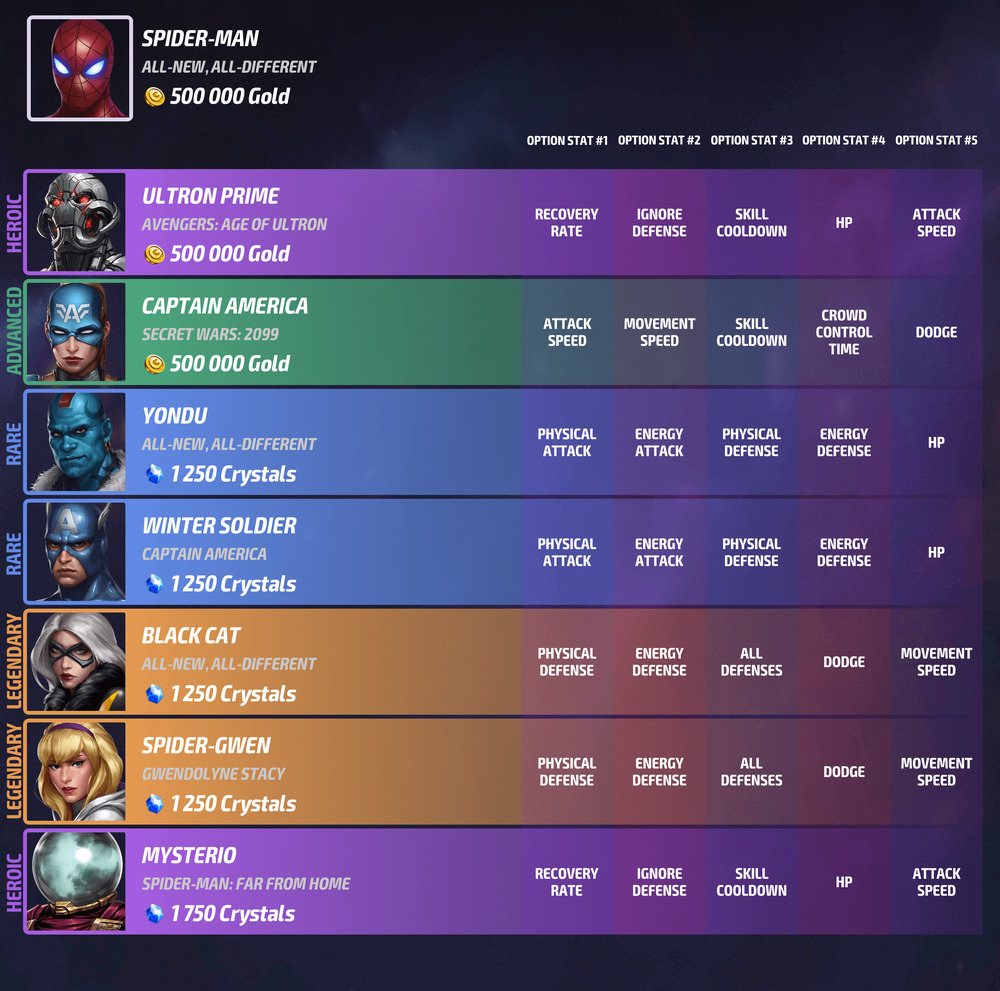 SPIDER-MAN
ALL-NEW, ALL-DIFFERENT
500 000 Gold
OPTION STAT #1 OPTION STAT #2 OPTION STAT #3 OPTION STAT #4 OPTION STAT #5
HEROIC
ULTRON PRIME
AVENGERS: AGE OF ULTRON
500 000 Gold
RECOVERY
RATE
IGNORE
DEFENSE
SKILL
COOLDOWN
HP
ATTACK
SPEED
ADVANCED
CAPTAIN AMERICA
SECRET WARS: 2099
500 000 Gold
ATTACK
SPEED
MOVEMENT
SPEED
SKILL
COOLDOWN
CROWD
CONTROL
TIME
DODGE
RARE
YONDU
ALL-NEW, ALL-DIFFERENT
1 250 Crystals
PHYSICAL
ATTACK
ENERGY
ATTACK
PHYSICAL
DEFENSE
ENERGY
DEFENSE
HP
RARE
A
WINTER SOLDIER
CAPTAIN AMERICA
1 250 Crystals
PHYSICAL
ATTACK
ENERGY
ATTACK
PHYSICAL
DEFENSE
ENERGY
DEFENSE
HP
LEGENDARY
BLACK CAT
ALL-NEW, ALL-DIFFERENT
1 250 Crystals
PHYSICAL
DEFENSE
ENERGY
DEFENSE
ALL
DEFENSES
DODGE
MOVEMENT
SPEED
LEGENDARY
SPIDER-GWEN
GWENDOLYNE STACY
1 250 Crystals
PHYSICAL
DEFENSE
ENERGY
DEFENSE
ALL
DEFENSES
DODGE
MOVEMENT
SPEED
HEROIC
MYSTERIO
SPIDER-MAN: FAR FROM HOME
1 750 Crystals
RECOVERY
RATE
IGNORE
DEFENSE
SKILL
COOLDOWN
HP
ATTACK
SPEED